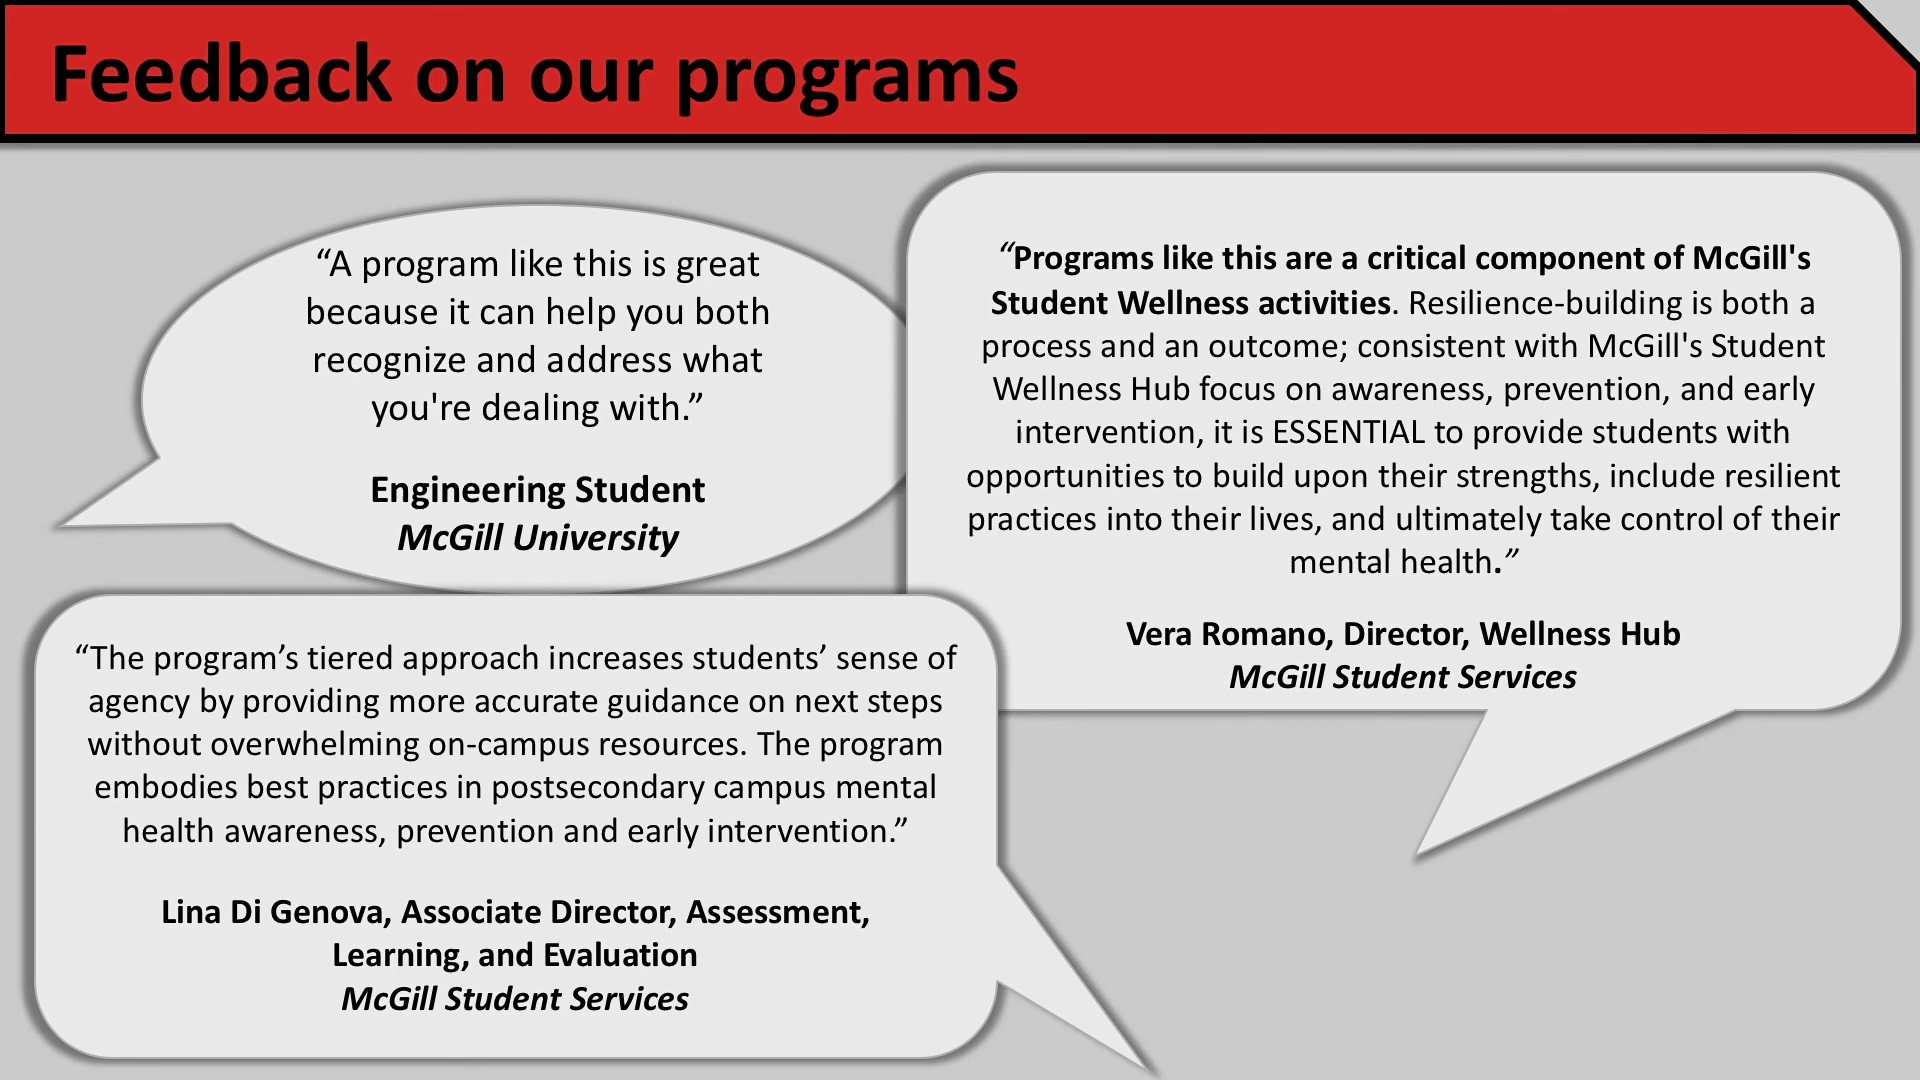 Feedback on our programs
“A program like this is great
because it can help you both
recognize and address what
you're dealing with.”
Engineering Student
McGill University
“Programs like this are a critical component of McGill's
Student Wellness activities. Resilience-building is both a
process and an outcome; consistent with McGill's Student
Wellness Hub focus on awareness, prevention, and early
intervention, it is ESSENTIAL to provide students with
opportunities to build upon their strengths, include resilient
practices into their lives, and ultimately take control of their
mental health.”
Vera Romano, Director, Wellness Hub
McGill Student Services
“The program’s tiered approach increases students’ sense of
agency by providing more accurate guidance on next steps
without overwhelming on-campus resources. The program
embodies best practices in postsecondary campus mental
health awareness, prevention and early intervention.”
Lina Di Genova, Associate Director, Assessment,
Learning, and Evaluation
McGill Student Services